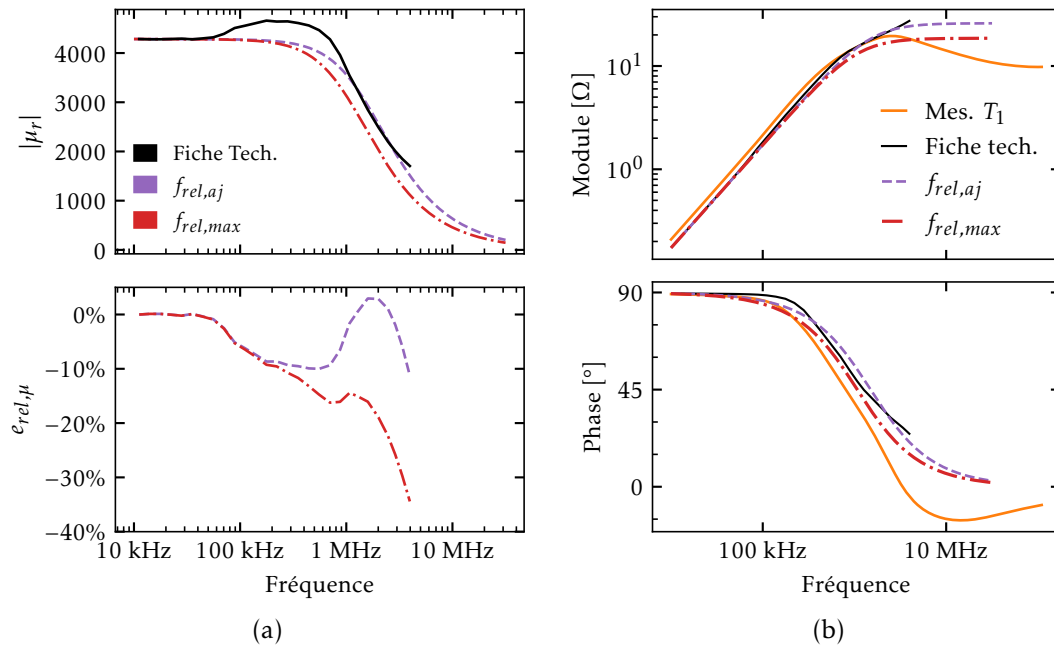 |μr|
4000
3000
2000
1000
0
Fiche Tech.
f_rel,aj
f_rel,max
e_rel,μ
0%
−10%
−20%
−30%
−40%
10 kHz 100 kHz 1 MHz 10 MHz
Fréquence
(a)
Module [Ω]
10^1
10^0
Mes. T_1
Fiche tech.
f_rel,aj
f_rel,max
Phase [°]
90
45
0
100 kHz 10 MHz
Fréquence
(b)